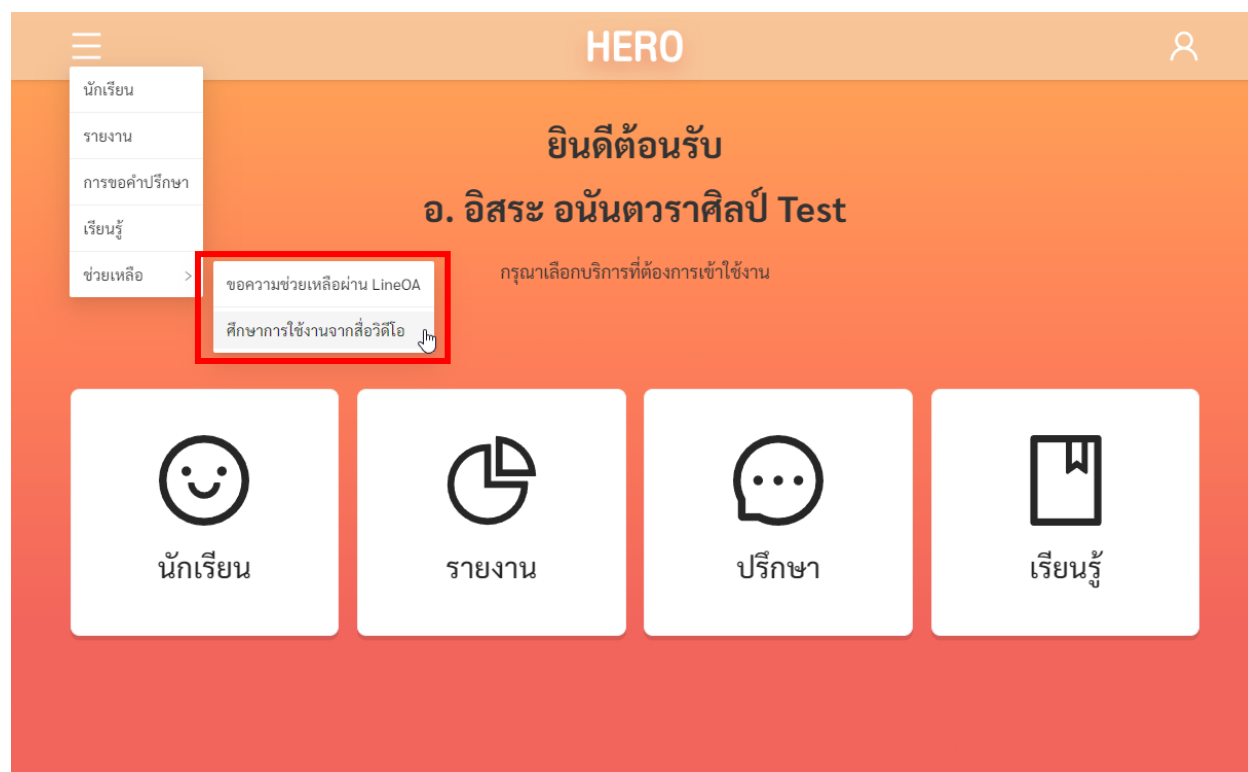 HERO
นักเรียน
รายงาน
การขอคำปรึกษา
เรียนรู้
ช่วยเหลือ
ขอความช่วยเหลือผ่าน LineOA
ศึกษาการใช้งานจากสื่อวิดีโอ
ยินดีต้อนรับ
อ. อิสระ อนันตวราศิลป์ Test
กรุณาเลือกบริการที่ต้องการเข้าใช้งาน
นักเรียน
รายงาน
ปรึกษา
เรียนรู้